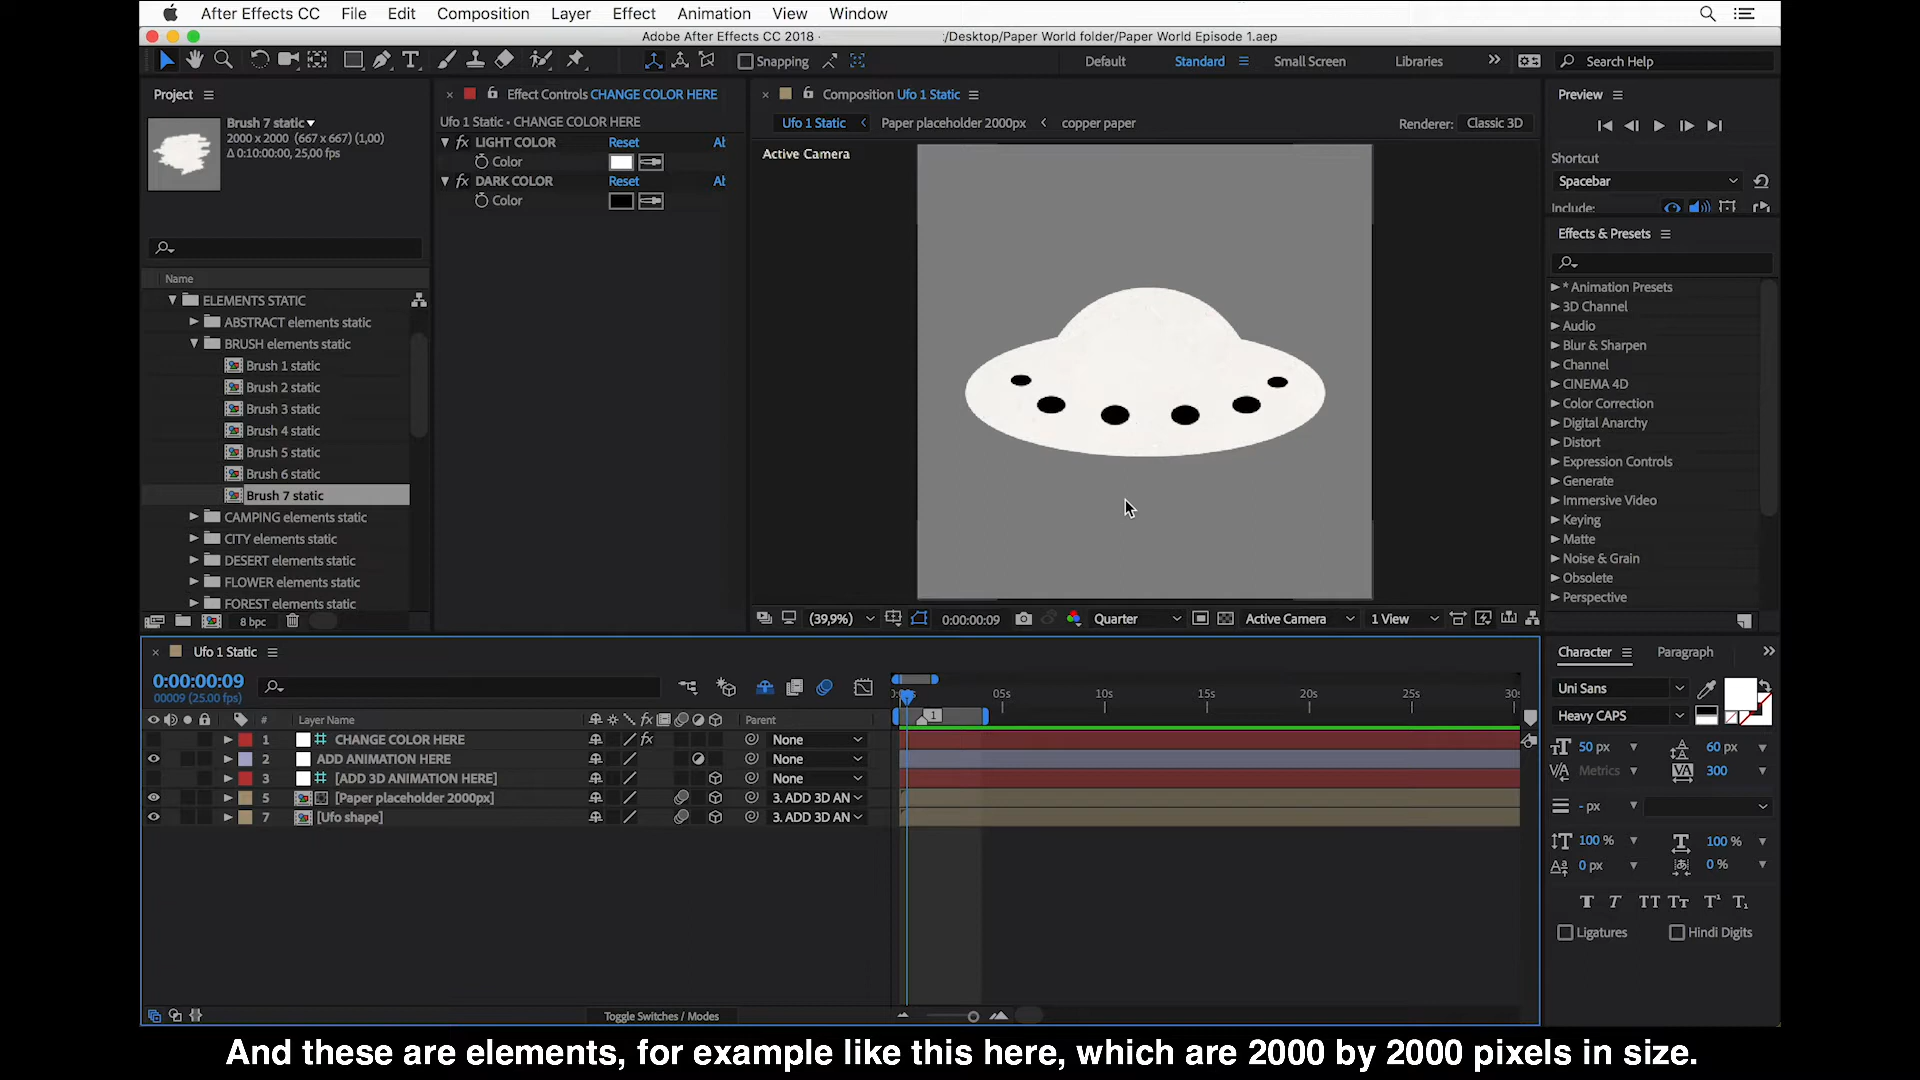 After Effects CC File Edit Composition Layer Effect Animation View Window
Adobe After Effects CC 2018 - :/Desktop/Paper World folder/Paper World Episode 1.aep
Snapping Default Standard Small Screen Libraries Search Help
Project
Brush 7 static
2000 x 2000 (667 x 667) (1,00)
Δ 0:10:00:00, 25,00 fps
Name
ELEMENTS STATIC
ABSTRACT elements static
BRUSH elements static
Brush 1 static
Brush 2 static
Brush 3 static
Brush 4 static
Brush 5 static
Brush 6 static
Brush 7 static
CAMPING elements static
CITY elements static
DESERT elements static
FLOWER elements static
FOREST elements static
8 bpc
Effect Controls CHANGE COLOR HERE
Ufo 1 Static • CHANGE COLOR HERE
fx LIGHT COLOR Reset Al
Color
fx DARK COLOR Reset Al
Color
Composition Ufo 1 Static
Ufo 1 Static Paper placeholder 2000px copper paper Renderer: Classic 3D
Active Camera
(39,9%) 0:00:00:09 Quarter Active Camera 1 View
Preview
Shortcut
Spacebar
Include:
Effects & Presets
* Animation Presets
3D Channel
Audio
Blur & Sharpen
Channel
CINEMA 4D
Color Correction
Digital Anarchy
Distort
Expression Controls
Generate
Immersive Video
Keying
Matte
Noise & Grain
Obsolete
Perspective
Ufo 1 Static
0:00:00:09
00009 (25.00 fps)
05s 10s 15s 20s 25s 30s
1
# Layer Name fx Parent
1 CHANGE COLOR HERE fx None
2 ADD ANIMATION HERE None
3 [ADD 3D ANIMATION HERE] None
5 [Paper placeholder 2000px] 3. ADD 3D AN
7 [Ufo shape] 3. ADD 3D AN
Toggle Switches / Modes
Character Paragraph
Uni Sans
Heavy CAPS
50 px 60 px
Metrics 300
- px
100 % 100 %
0 px 0 %
T T TT TT T¹ T₁
Ligatures Hindi Digits
And these are elements, for example like this here, which are 2000 by 2000 pixels in size.